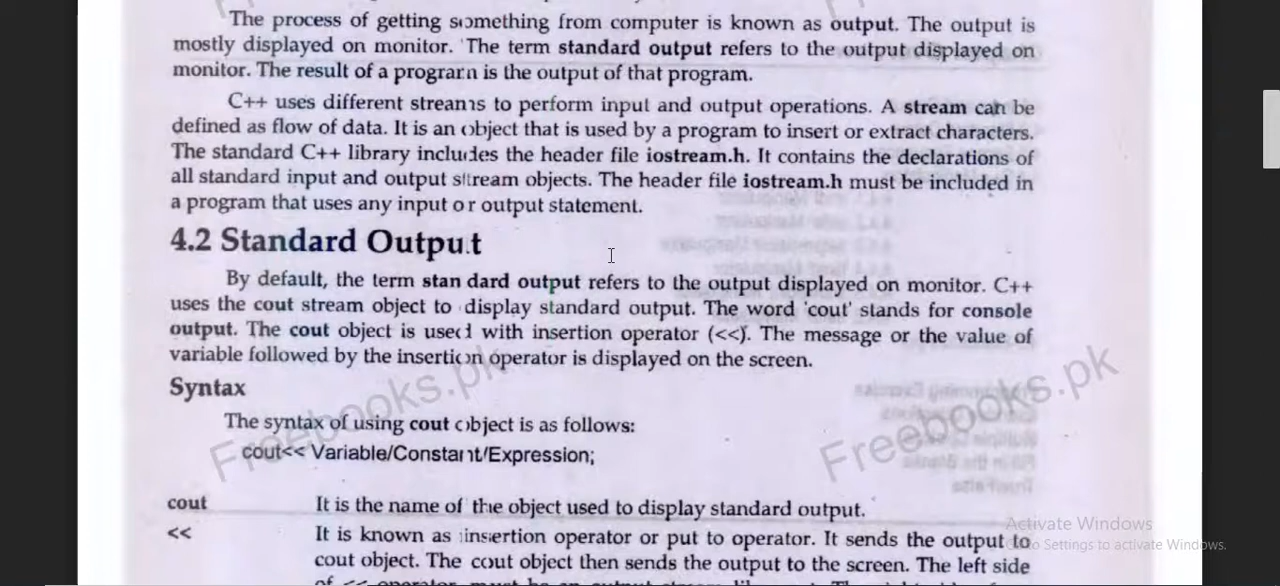 The process of getting something from computer is known as output. The output is
mostly displayed on monitor. The term standard output refers to the output displayed on
monitor. The result of a program is the output of that program.
C++ uses different streams to perform input and output operations. A stream can be
defined as flow of data. It is an object that is used by a program to insert or extract characters.
The standard C++ library includes the header file iostream.h. It contains the declarations of
all standard input and output stream objects. The header file iostream.h must be included in
a program that uses any input or output statement.
4.2 Standard Output
By default, the term standard output refers to the output displayed on monitor. C++
uses the cout stream object to display standard output. The word 'cout' stands for console
output. The cout object is used with insertion operator (<<). The message or the value of
variable followed by the insertion operator is displayed on the screen.
Syntax
The syntax of using cout object is as follows:
cout<< Variable/Constant/Expression;
cout It is the name of the object used to display standard output.
<< It is known as insertion operator or put to operator. It sends the output to
cout object. The cout object then sends the output to the screen. The left side
Freebooks.pk
Freebooks.pk
Activate Windows
Go to Settings to activate Windows.